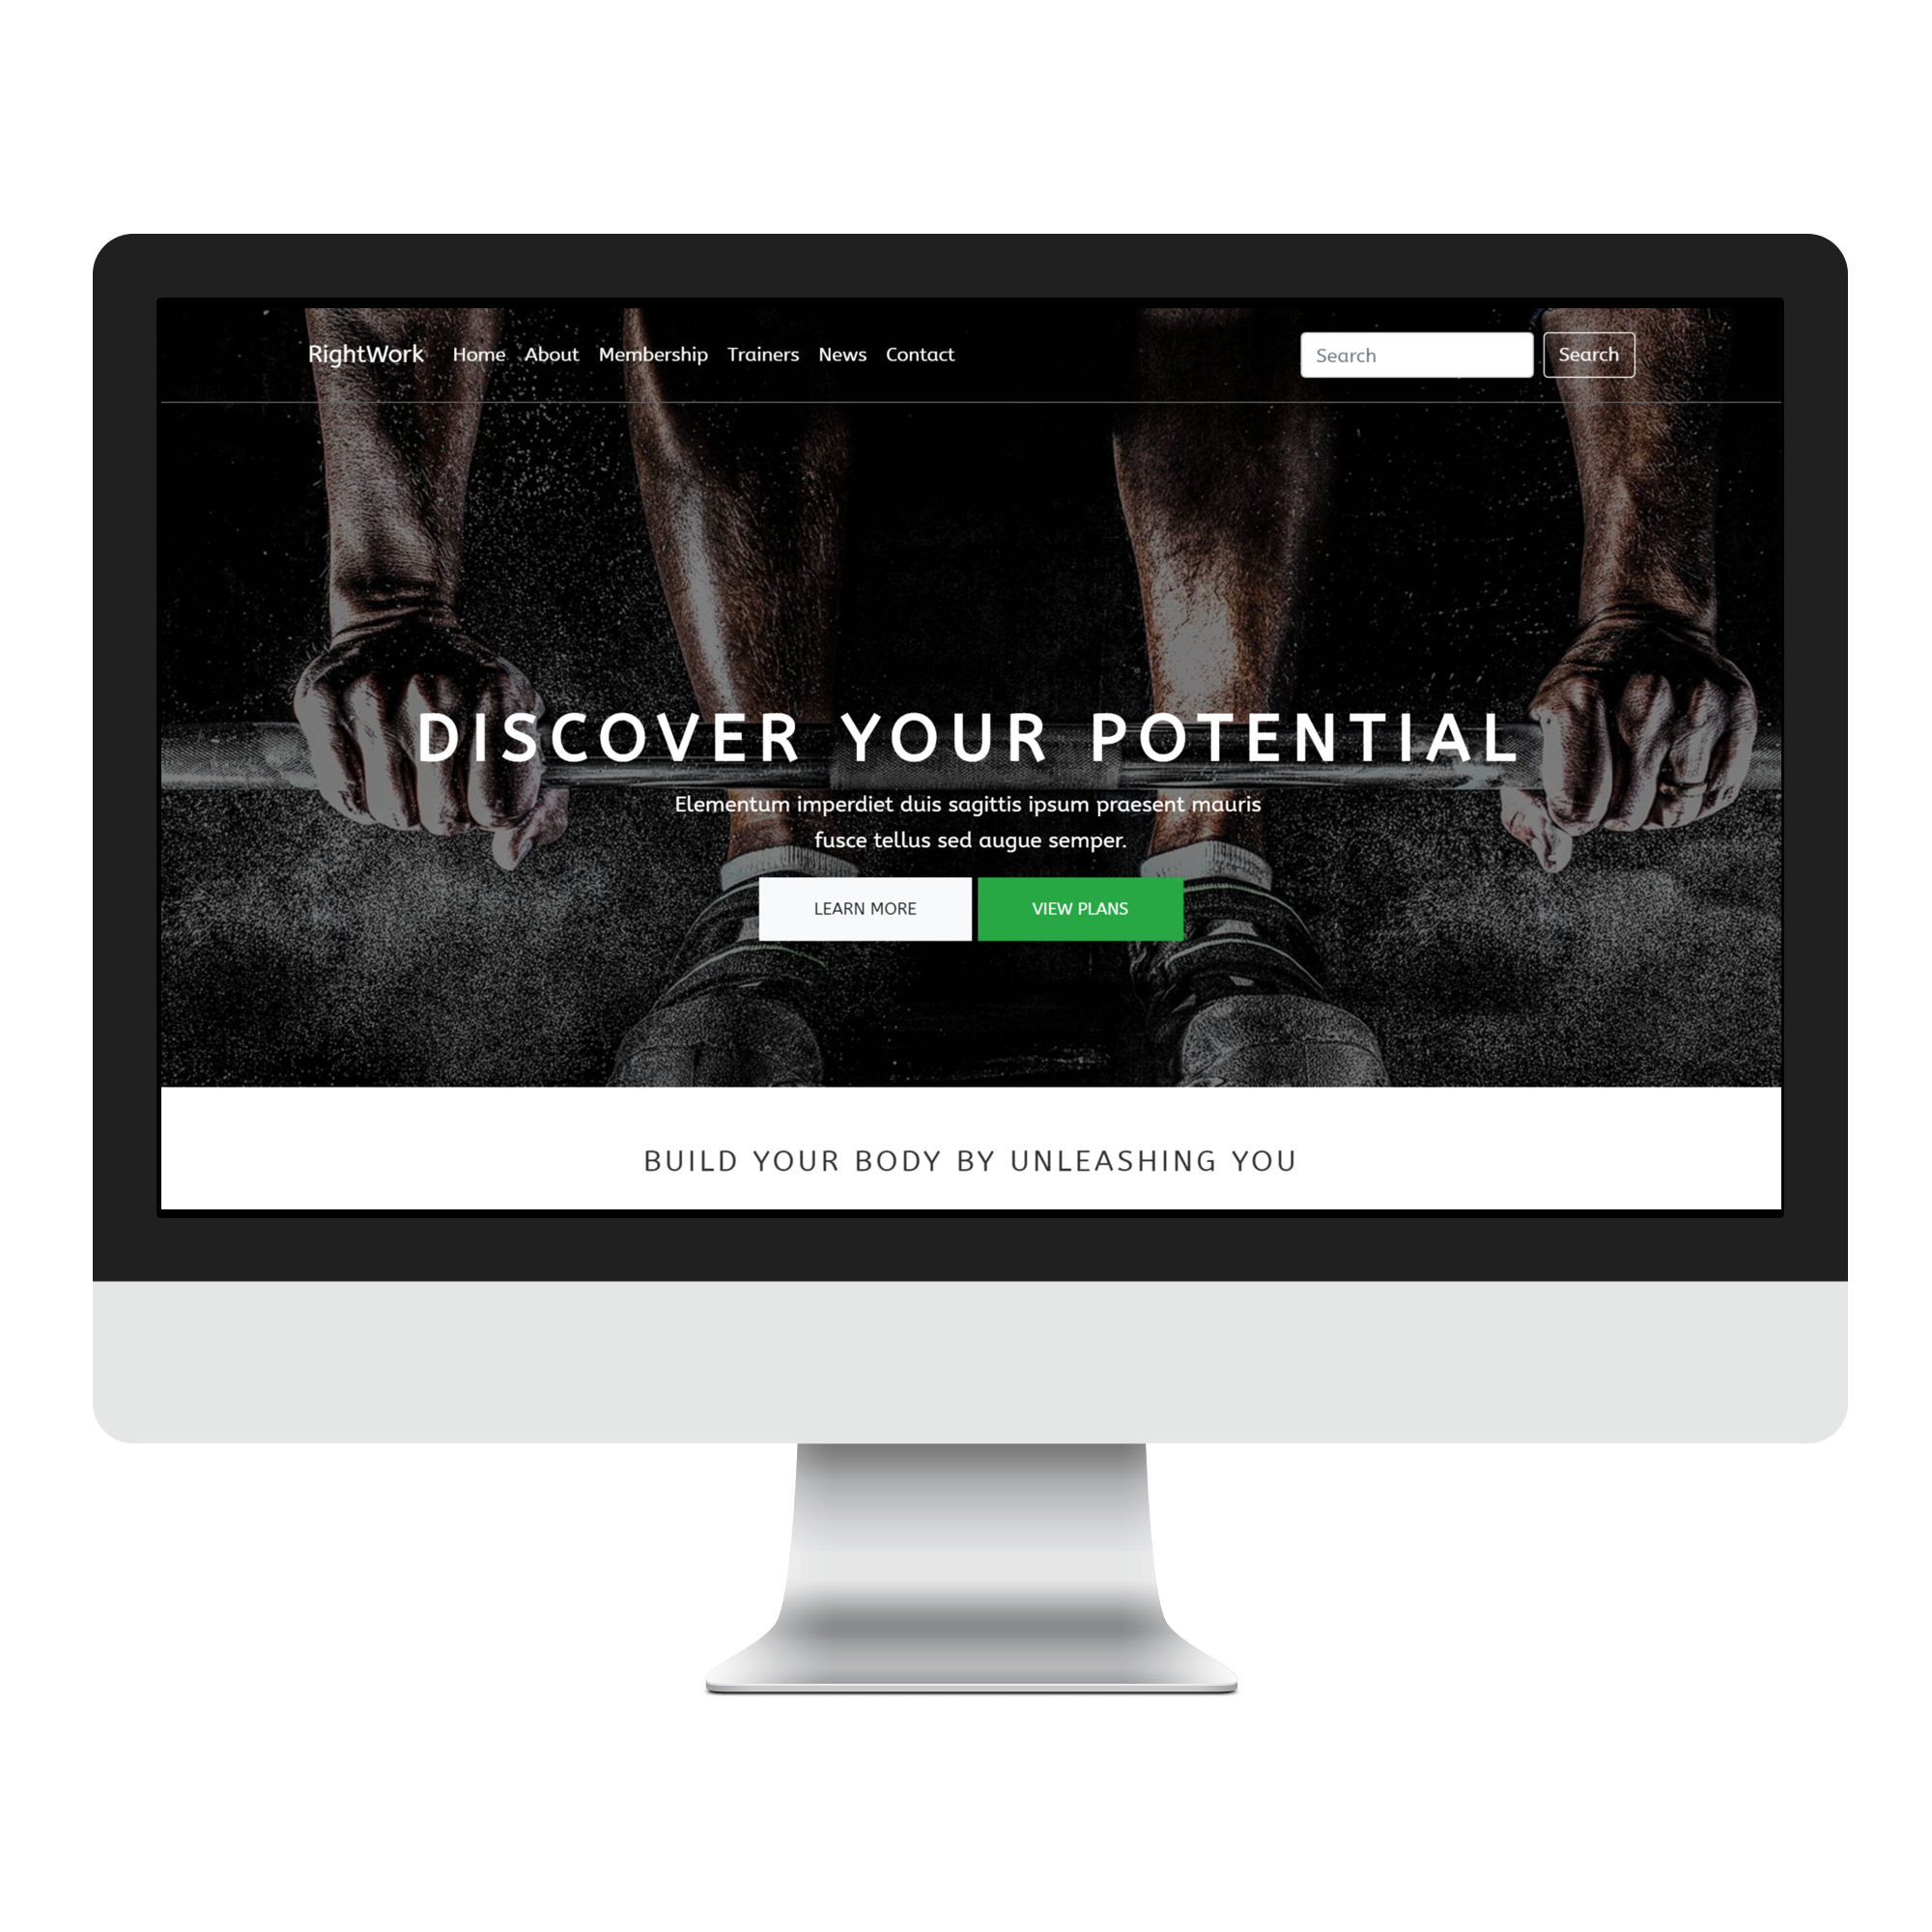 RightWork Home About Membership Trainers News Contact Search Search
DISCOVER YOUR POTENTIAL
Elementum imperdiet duis sagittis ipsum praesent mauris
fusce tellus sed augue semper.
LEARN MORE VIEW PLANS
BUILD YOUR BODY BY UNLEASHING YOU